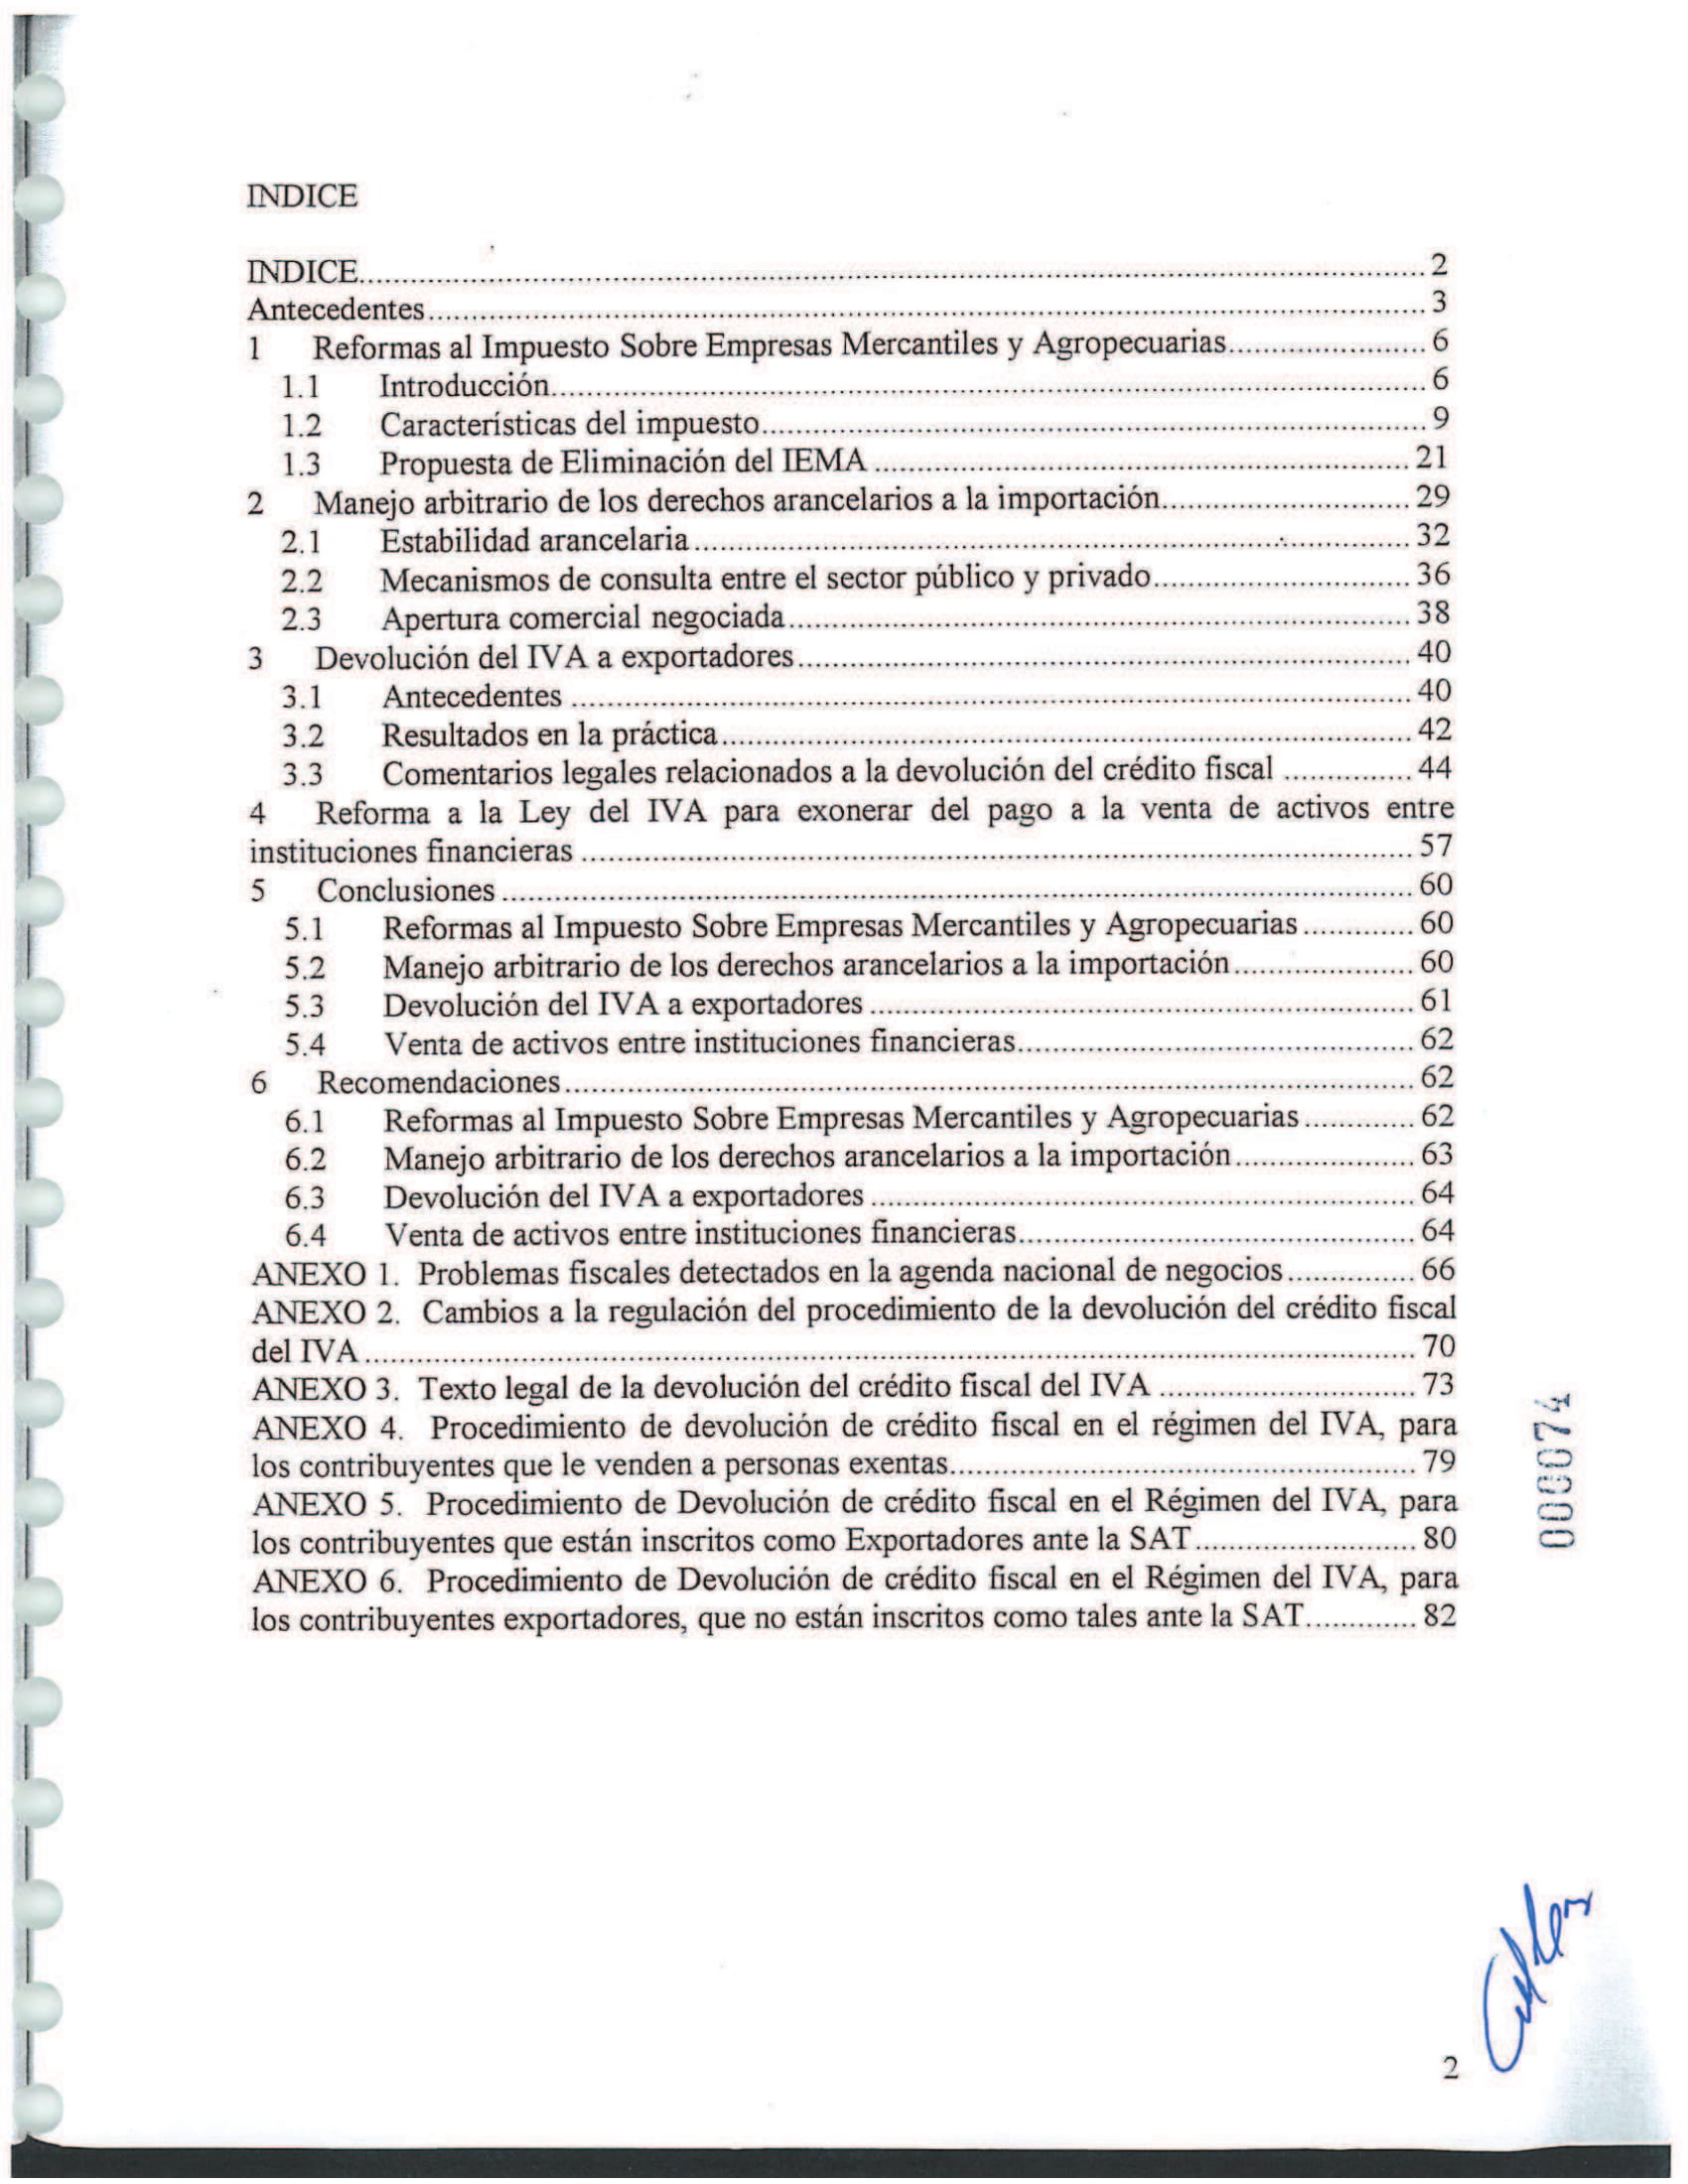 INDICE
INDICE 2
Antecedentes 3
1 Reformas al Impuesto Sobre Empresas Mercantiles y Agropecuarias 6
1.1 Introducción 6
1.2 Características del impuesto 9
1.3 Propuesta de Eliminación del IEMA 21
2 Manejo arbitrario de los derechos arancelarios a la importación 29
2.1 Estabilidad arancelaria 32
2.2 Mecanismos de consulta entre el sector público y privado 36
2.3 Apertura comercial negociada 38
3 Devolución del IVA a exportadores 40
3.1 Antecedentes 40
3.2 Resultados en la práctica 42
3.3 Comentarios legales relacionados a la devolución del crédito fiscal 44
4 Reforma a la Ley del IVA para exonerar del pago a la venta de activos entre
instituciones financieras 57
5 Conclusiones 60
5.1 Reformas al Impuesto Sobre Empresas Mercantiles y Agropecuarias 60
5.2 Manejo arbitrario de los derechos arancelarios a la importación 60
5.3 Devolución del IVA a exportadores 61
5.4 Venta de activos entre instituciones financieras 62
6 Recomendaciones 62
6.1 Reformas al Impuesto Sobre Empresas Mercantiles y Agropecuarias 62
6.2 Manejo arbitrario de los derechos arancelarios a la importación 63
6.3 Devolución del IVA a exportadores 64
6.4 Venta de activos entre instituciones financieras 64
ANEXO 1. Problemas fiscales detectados en la agenda nacional de negocios 66
ANEXO 2. Cambios a la regulación del procedimiento de la devolución del crédito fiscal
del IVA 70
ANEXO 3. Texto legal de la devolución del crédito fiscal del IVA 73
ANEXO 4. Procedimiento de devolución de crédito fiscal en el régimen del IVA, para
los contribuyentes que le venden a personas exentas 79
ANEXO 5. Procedimiento de Devolución de crédito fiscal en el Régimen del IVA, para
los contribuyentes que están inscritos como Exportadores ante la SAT 80
ANEXO 6. Procedimiento de Devolución de crédito fiscal en el Régimen del IVA, para
los contribuyentes exportadores, que no están inscritos como tales ante la SAT 82
000074
2